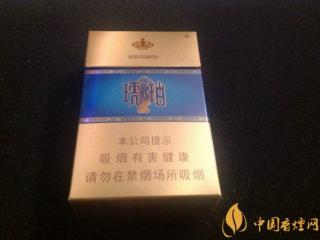 琥珀
本公司提示
吸烟有害健康
请勿在禁烟场所吸烟
中国香烟网